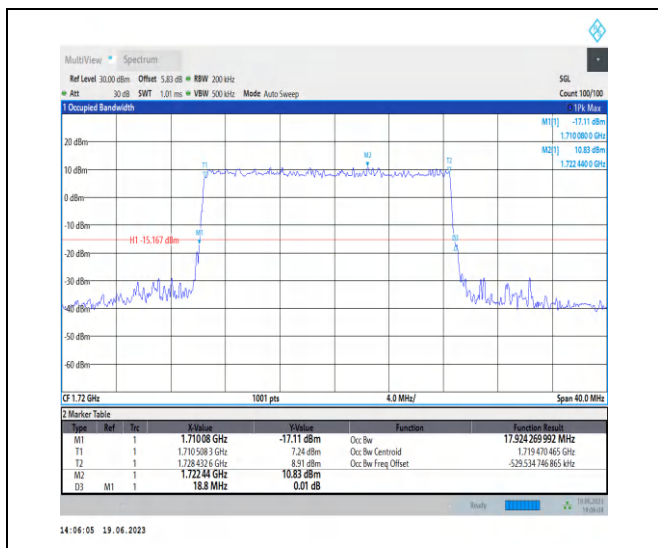 MultiView Spectrum
Ref Level 30.00 dBm Offset 5.83 dB RBW 200 kHz SGL
Att 30 dB SWT 1.01 ms VBW 500 kHz Mode Auto Sweep Count 100/100
1 Occupied Bandwidth 1Pk Max
M1[1] -17.11 dBm
1.710 080 0 GHz
M2[1] 10.83 dBm
1.722 440 0 GHz
20 dBm
T1 M2 T2
10 dBm
0 dBm
-10 dBm
M1
H1 -15.167 dBm
-20 dBm
-30 dBm
-40 dBm
-50 dBm
-60 dBm
CF 1.72 GHz 1001 pts 4.0 MHz/ Span 40.0 MHz
2 Marker Table
Type Ref Trc X-Value Y-Value Function Function Result
M1 1 1.71008 GHz -17.11 dBm Occ Bw 17.924 269 992 MHz
T1 1 1.710 508 3 GHz 7.24 dBm Occ Bw Centroid 1.719 470 465 GHz
T2 1 1.728 432 6 GHz 8.91 dBm Occ Bw Freq Offset -529.534 746 865 kHz
M2 1 1.72244 GHz 10.83 dBm
D3 M1 1 18.8 MHz 0.01 dB
Ready 19.06.2023
14:06:04
14:06:05 19.06.2023